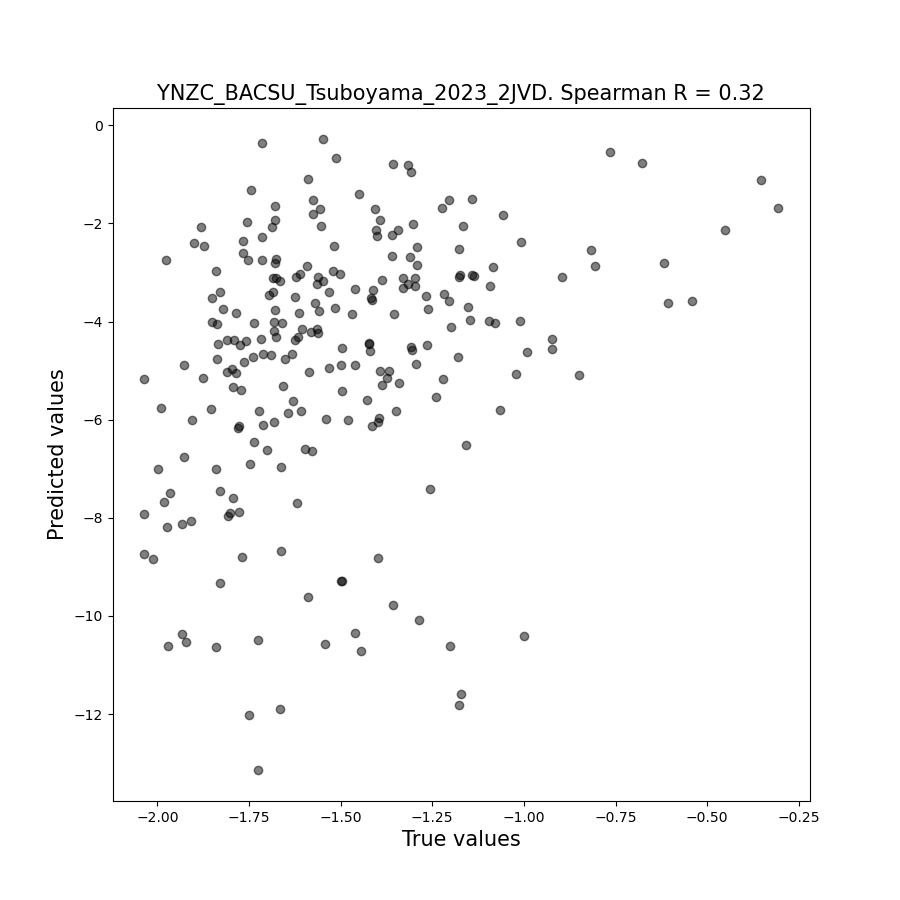 YNZC_BACSU_Tsuboyama_2023_2JVD. Spearman R = 0.32
0
−2
−4
−6
−8
−10
−12
Predicted values
−2.00 −1.75 −1.50 −1.25 −1.00 −0.75 −0.50 −0.25
True values